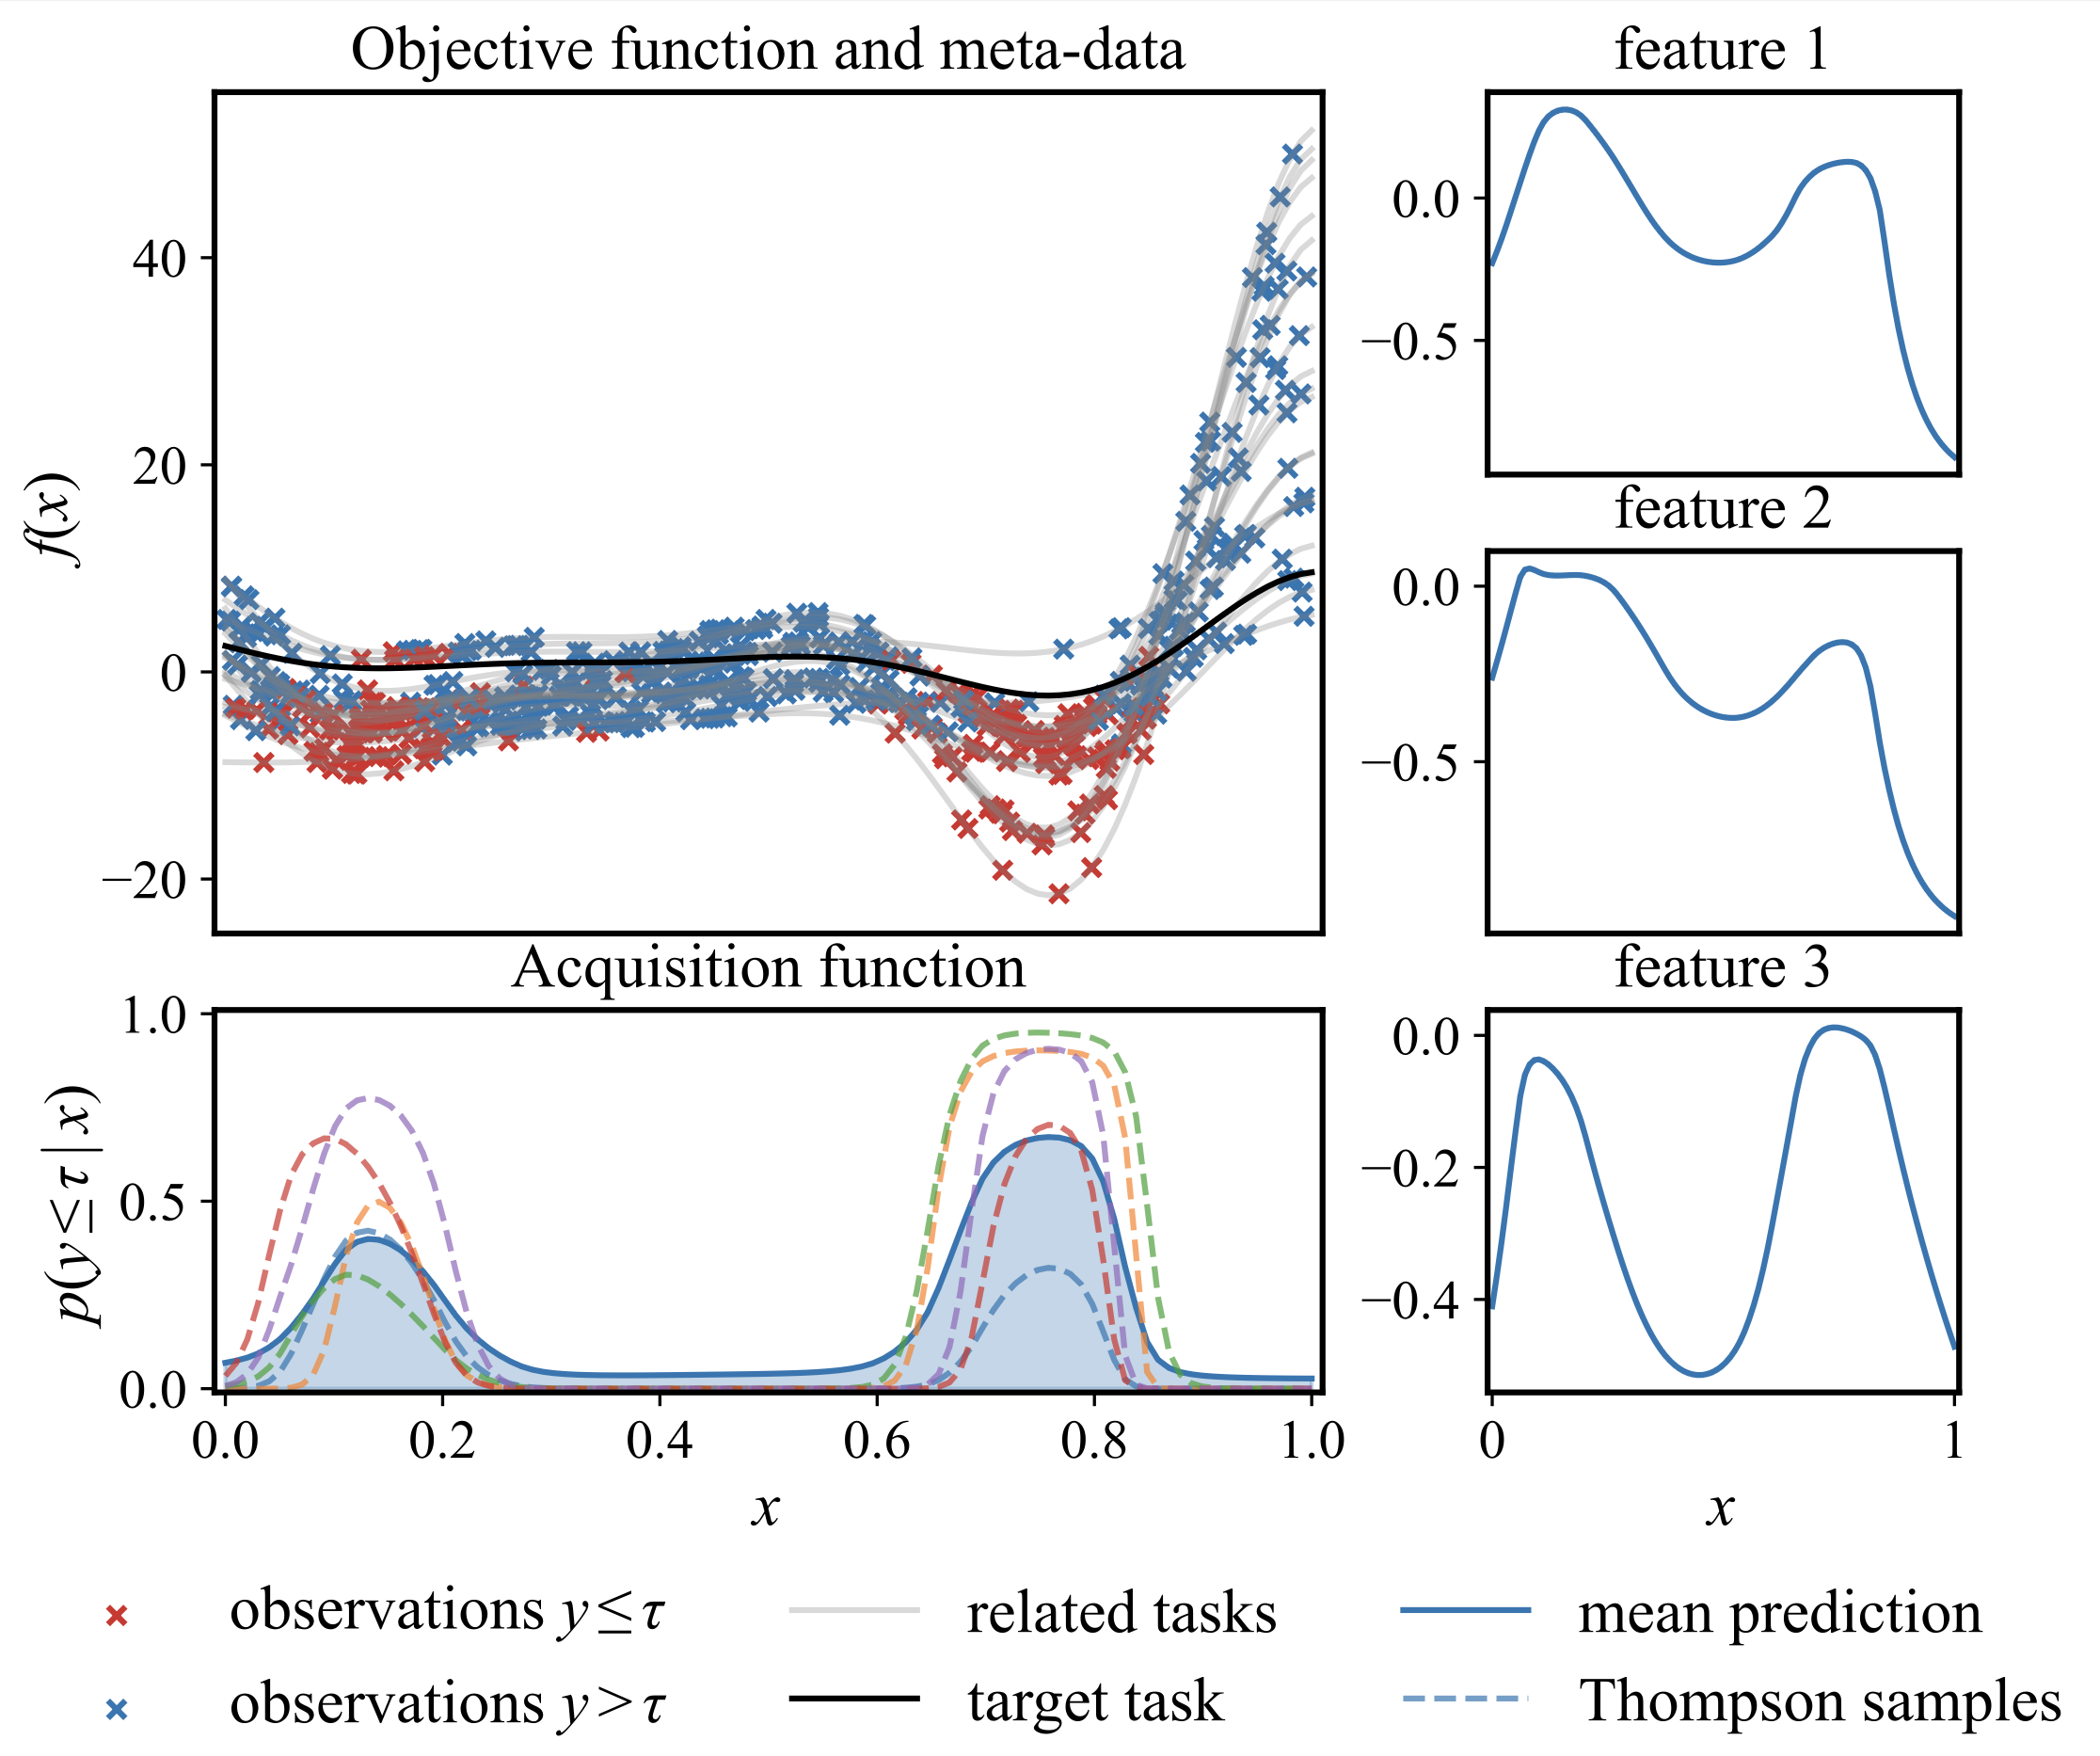 Objective function and meta-data
f(x)
40
20
0
−20
feature 1
0.0
−0.5
feature 2
0.0
−0.5
Acquisition function
p(y≤τ | x)
1.0
0.5
0.0
0.0 0.2 0.4 0.6 0.8 1.0
x
feature 3
0.0
−0.2
−0.4
0 1
x
observations y≤τ
related tasks
mean prediction
observations y>τ
target task
Thompson samples